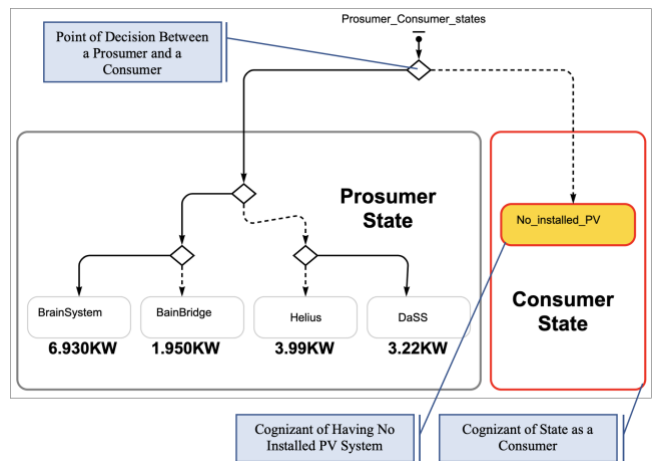 Prosumer_Consumer_states
Point of Decision Between
a Prosumer and a
Consumer
Prosumer
State
No_installed_PV
Consumer
State
BrainSystem
BainBridge
Helius
DaSS
6.930KW
1.950KW
3.99KW
3.22KW
Cognizant of Having No
Installed PV System
Cognizant of State as a
Consumer